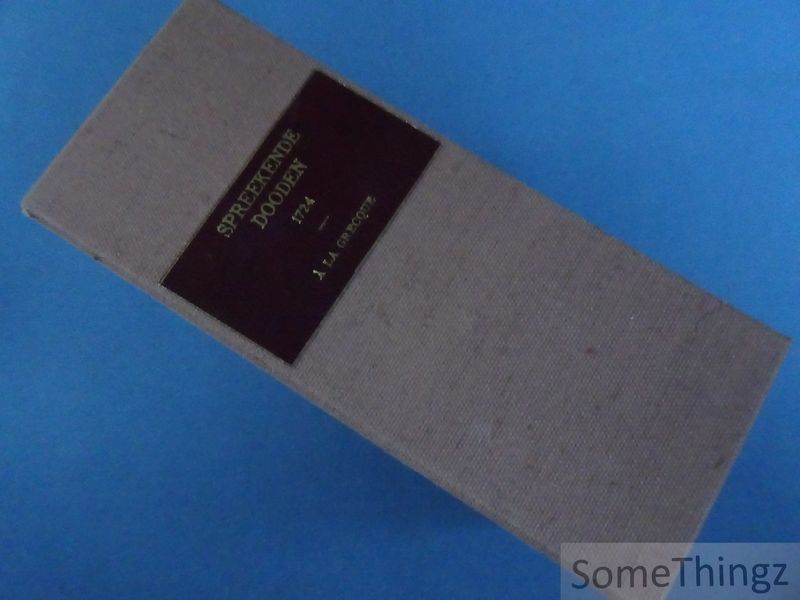 SPREEKENDE
DOODEN
1724
—
A LA GRECQUE
SomeThingz